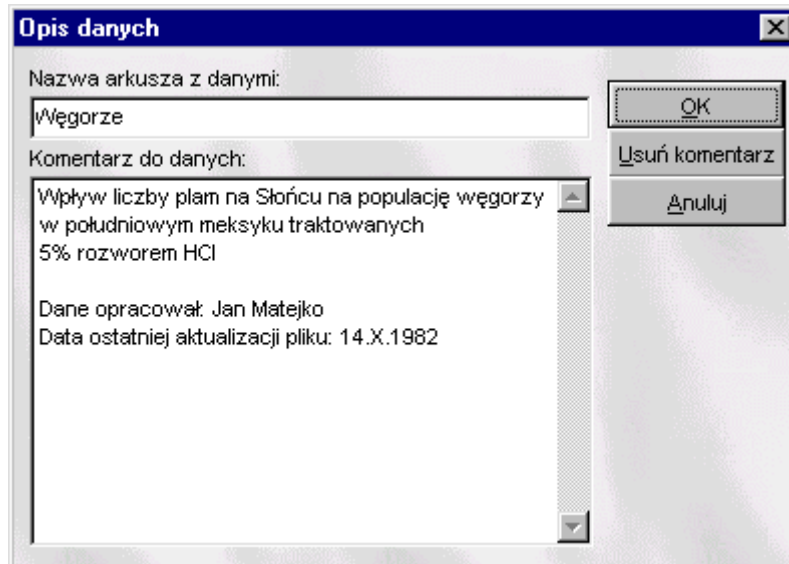 Opis danych
Nazwa arkusza z danymi:
Węgorze
OK
Komentarz do danych:
Usuń komentarz
Anuluj
Wpływ liczby plam na Słońcu na populację węgorzy
w południowym meksyku traktowanych
5% rozworem HCl
Dane opracował: Jan Matejko
Data ostatniej aktualizacji pliku: 14.X.1982